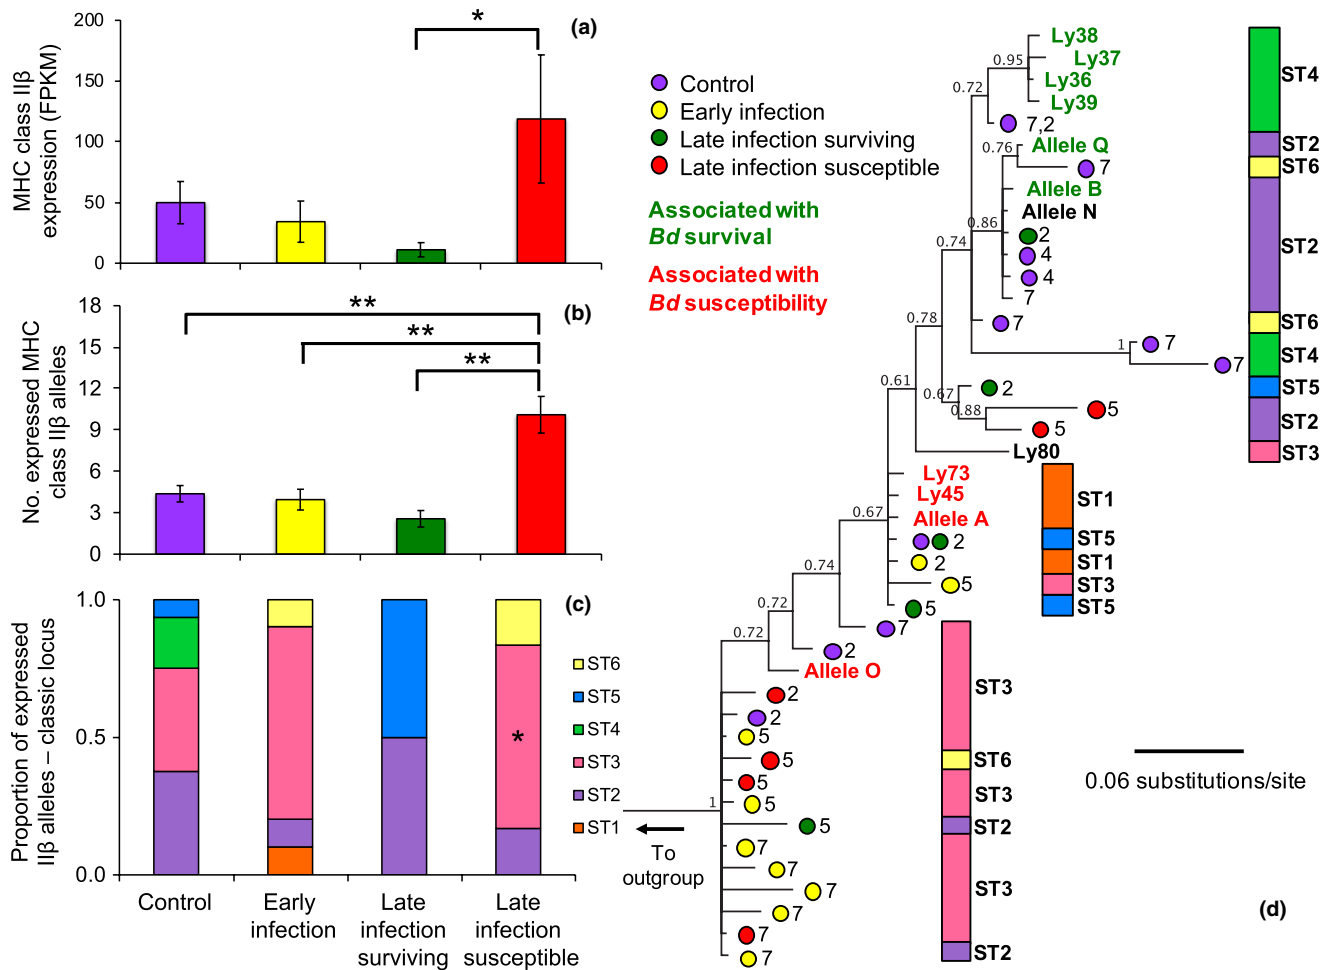 (a)
MHC class IIβ
expression (FPKM)
200
150
100
50
0
*
(b)
No. expressed MHC
class IIβ alleles
18
15
12
9
6
3
0
**
**
**
(c)
Proportion of expressed
IIβ alleles – classic locus
1.0
0.5
0.0
*
Control
Early
infection
Late
infection
surviving
Late
infection
susceptible
ST6
ST5
ST4
ST3
ST2
ST1
Control
Early infection
Late infection surviving
Late infection susceptible
Associated with
Bd survival
Associated with
Bd susceptibility
0.95
0.72
0.76
0.86
0.74
0.78
1
0.61
0.67
0.88
0.67
0.74
0.72
0.72
1
Ly38
Ly37
Ly36
Ly39
7,2
Allele Q
7
Allele B
Allele N
2
4
4
7
7
7
7
2
5
5
Ly80
Ly73
Ly45
Allele A
2
2
5
5
7
2
Allele O
2
2
5
5
5
5
5
7
7
7
7
7
7
ST4
ST2
ST6
ST2
ST6
ST4
ST5
ST2
ST3
ST1
ST5
ST1
ST3
ST5
ST3
ST6
ST3
ST2
ST3
ST2
To
outgroup
0.06 substitutions/site
(d)